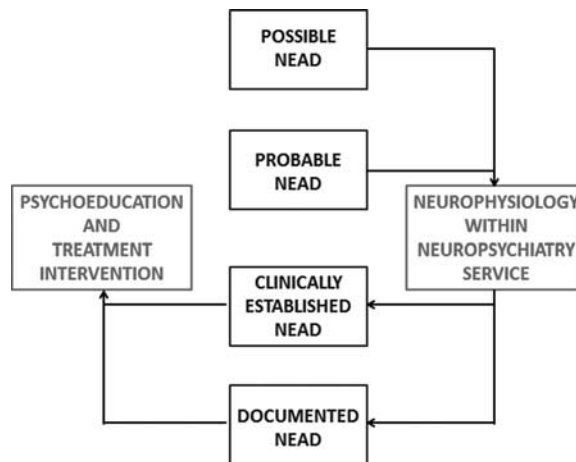 POSSIBLE
NEAD
PROBABLE
NEAD
PSYCHOEDUCATION
AND
TREATMENT
INTERVENTION
NEUROPHYSIOLOGY
WITHIN
NEUROPSYCHIATRY
SERVICE
CLINICALLY
ESTABLISHED
NEAD
DOCUMENTED
NEAD